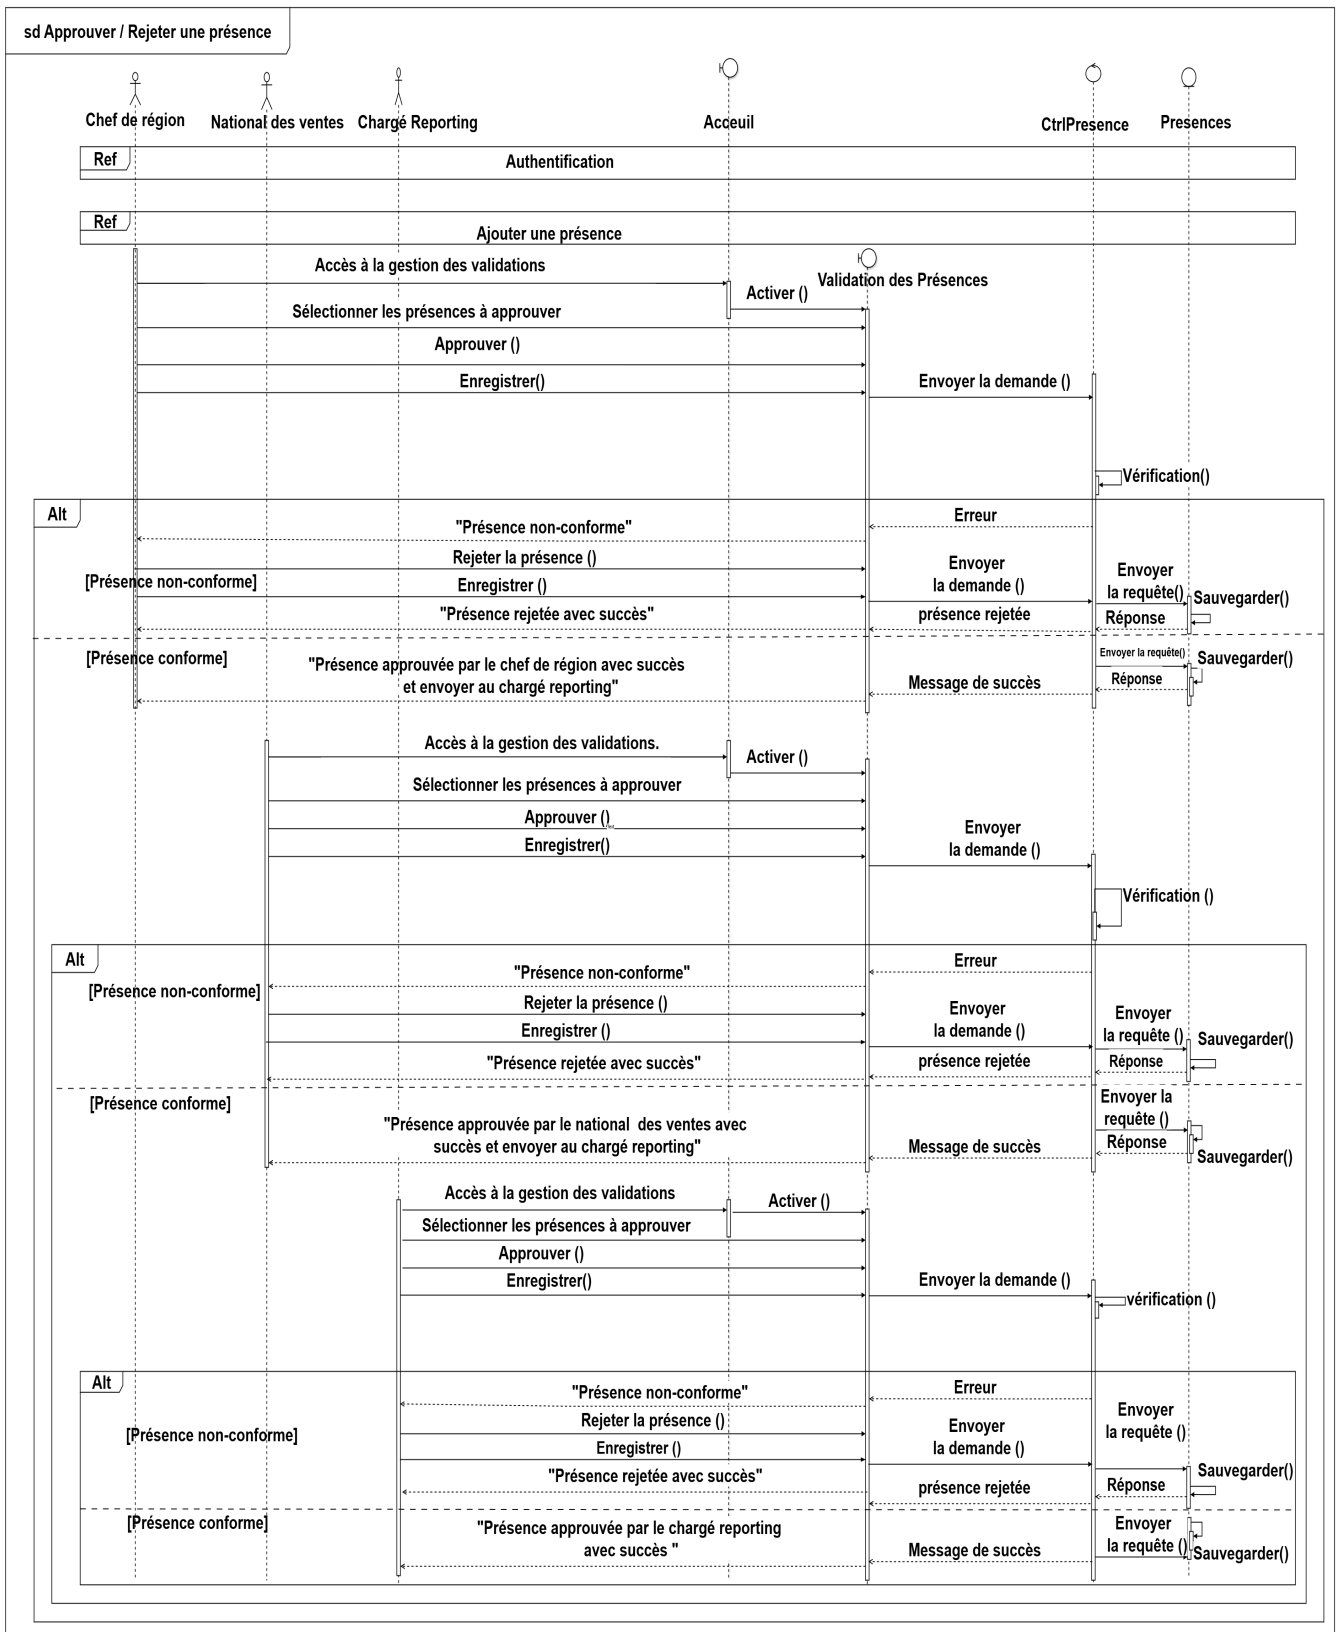 sd Approuver / Rejeter une présence
Chef de région
National des ventes
Chargé Reporting
Acceuil
CtrlPresence
Presences
Ref
Authentification
Ref
Ajouter une présence
Accès à la gestion des validations
Validation des Présences
Activer ()
Sélectionner les présences à approuver
Approuver ()
Enregistrer()
Envoyer la demande ()
Vérification()
Alt
Erreur
"Présence non-conforme"
Rejeter la présence ()
[Présence non-conforme]
Enregistrer ()
Envoyer
la demande ()
Envoyer
la requête()
Sauvegarder()
"Présence rejetée avec succès"
présence rejetée
Réponse
[Présence conforme]
"Présence approuvée par le chef de région avec succès
et envoyer au chargé reporting"
Message de succès
Envoyer la requête()
Sauvegarder()
Réponse
Accès à la gestion des validations.
Activer ()
Sélectionner les présences à approuver
Approuver ()
Enregistrer()
Envoyer
la demande ()
Vérification ()
Alt
Erreur
"Présence non-conforme"
[Présence non-conforme]
Rejeter la présence ()
Enregistrer ()
Envoyer
la demande ()
Envoyer
la requête ()
Sauvegarder()
"Présence rejetée avec succès"
présence rejetée
Réponse
[Présence conforme]
"Présence approuvée par le national  des ventes avec
succès et envoyer au chargé reporting"
Message de succès
Envoyer la
requête ()
Réponse
Sauvegarder()
Accès à la gestion des validations
Activer ()
Sélectionner les présences à approuver
Approuver ()
Enregistrer()
Envoyer la demande ()
vérification ()
Alt
Erreur
"Présence non-conforme"
Rejeter la présence ()
[Présence non-conforme]
Enregistrer ()
Envoyer
la demande ()
Envoyer
la requête ()
Sauvegarder()
"Présence rejetée avec succès"
présence rejetée
Réponse
[Présence conforme]
"Présence approuvée par le chargé reporting
avec succès "
Message de succès
Envoyer
la requête ()
Sauvegarder()